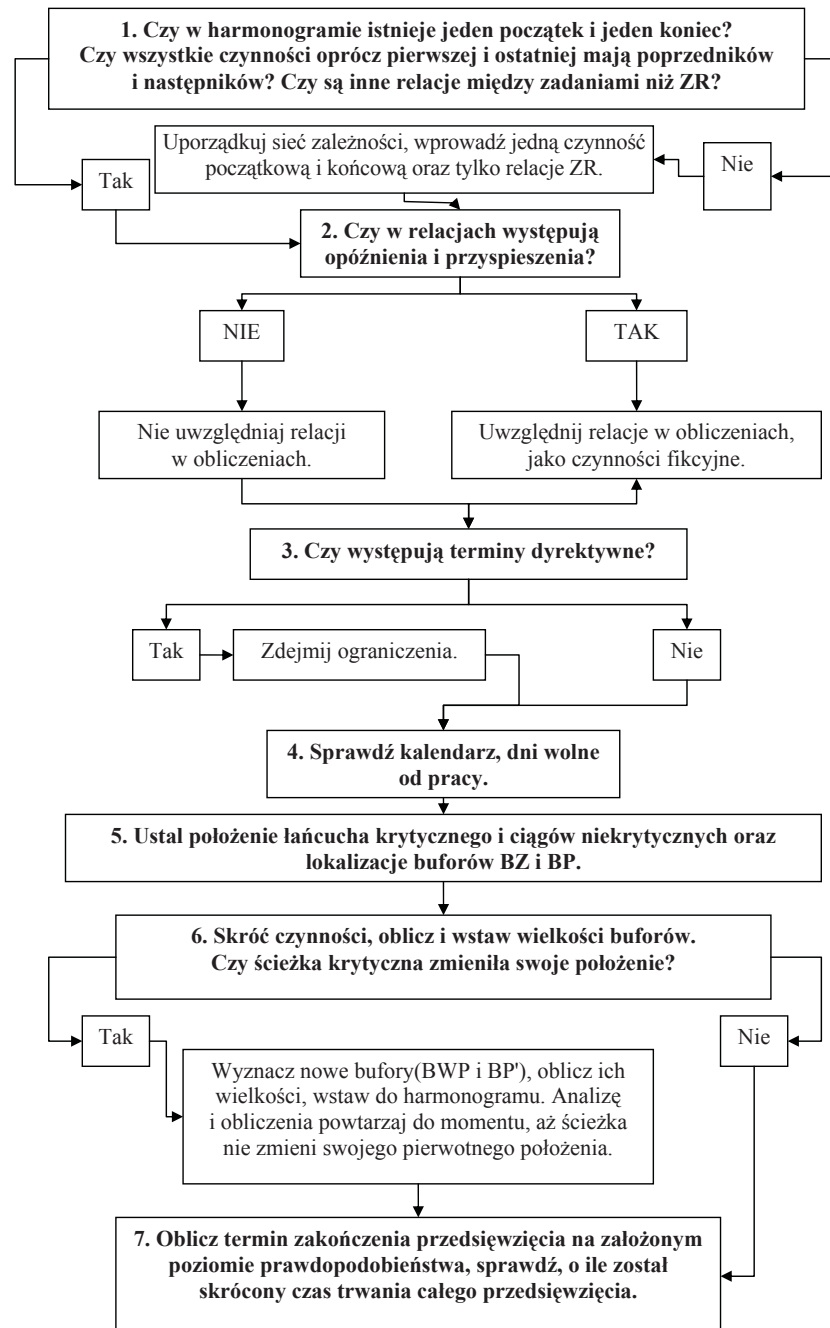 1. Czy w harmonogramie istnieje jeden początek i jeden koniec?
Czy wszystkie czynności oprócz pierwszej i ostatniej mają poprzedników
i następników? Czy są inne relacje między zadaniami niż ZR?
Uporządkuj sieć zależności, wprowadź jedną czynność
początkową i końcową oraz tylko relacje ZR.
Tak
Nie
2. Czy w relacjach występują
opóźnienia i przyspieszenia?
NIE
TAK
Nie uwzględniaj relacji
w obliczeniach.
Uwzględnij relacje w obliczeniach,
jako czynności fikcyjne.
3. Czy występują terminy dyrektywne?
Tak
Zdejmij ograniczenia.
Nie
4. Sprawdź kalendarz, dni wolne
od pracy.
5. Ustal położenie łańcucha krytycznego i ciągów niekrytycznych oraz
lokalizacje buforów BZ i BP.
6. Skróć czynności, oblicz i wstaw wielkości buforów.
Czy ścieżka krytyczna zmieniła swoje położenie?
Tak
Nie
Wyznacz nowe bufory(BWP i BP'), oblicz ich
wielkości, wstaw do harmonogramu. Analizę
i obliczenia powtarzaj do momentu, aż ścieżka
nie zmieni swojego pierwotnego położenia.
7. Oblicz termin zakończenia przedsięwzięcia na założonym
poziomie prawdopodobieństwa, sprawdź, o ile został
skrócony czas trwania całego przedsięwzięcia.